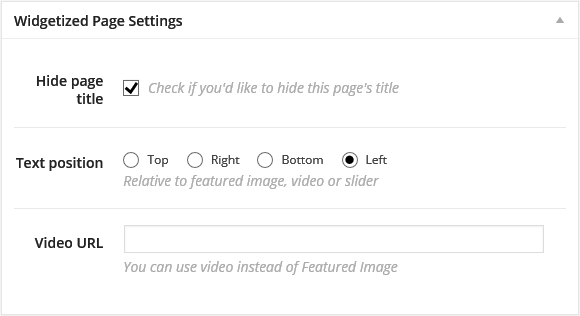 Widgetized Page Settings
Hide page
title
Check if you'd like to hide this page's title
Text position
Top Right Bottom Left
Relative to featured image, video or slider
Video URL
You can use video instead of Featured Image